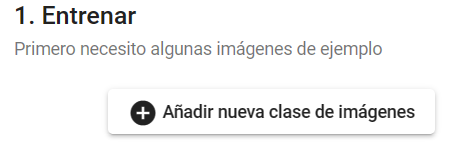 1. Entrenar
Primero necesito algunas imágenes de ejemplo
Añadir nueva clase de imágenes